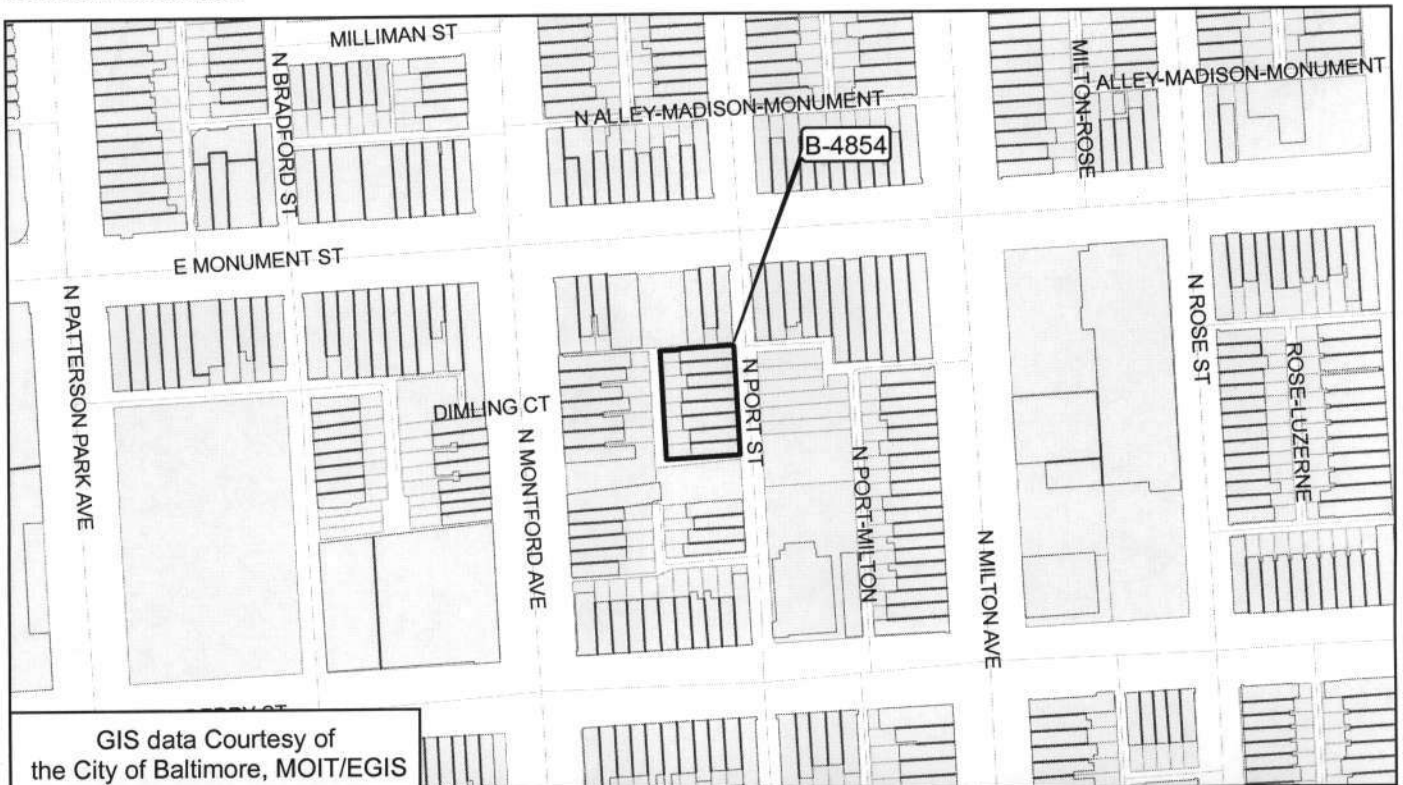 MILLIMAN ST
N BRADFORD ST
N ALLEY-MADISON-MONUMENT
MILTON-ROSE
ALLEY-MADISON-MONUMENT
B-4854
E MONUMENT ST
N PATTERSON PARK AVE
DIMLING CT
N MONTFORD AVE
N PORT ST
N PORT-MILTON
N MILTON AVE
N ROSE ST
ROSE-LUZERNE
GIS data Courtesy of
the City of Baltimore, MOIT/EGIS